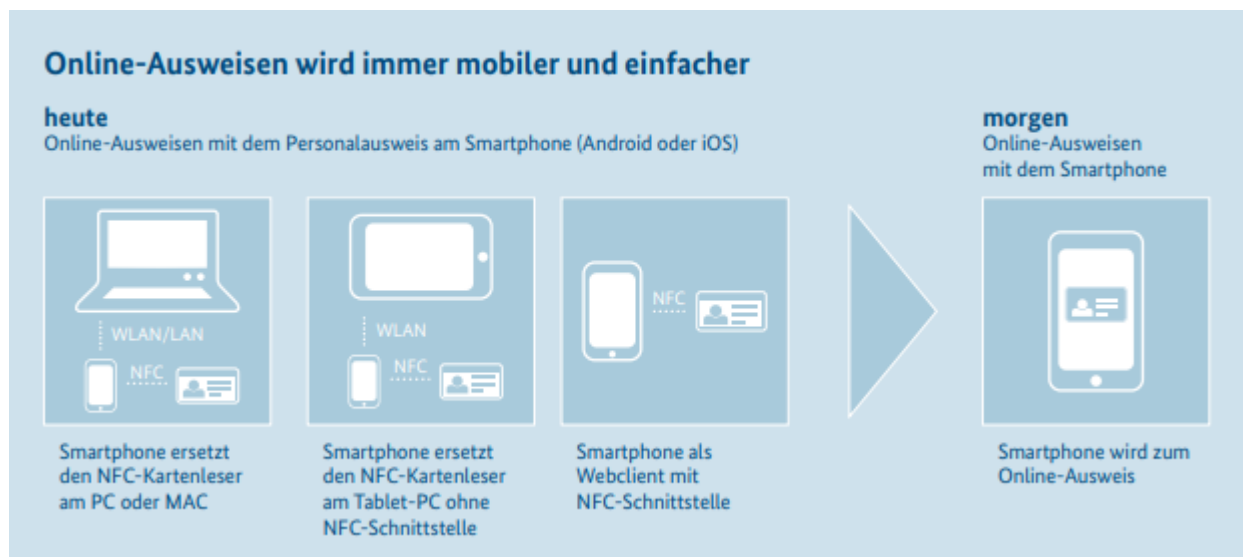 Online-Ausweisen wird immer mobiler und einfacher
heute
Online-Ausweisen mit dem Personalausweis am Smartphone (Android oder iOS)
morgen
Online-Ausweisen
mit dem Smartphone
WLAN/LAN
NFC
WLAN
NFC
NFC
Smartphone ersetzt
den NFC-Kartenleser
am PC oder MAC
Smartphone ersetzt
den NFC-Kartenleser
am Tablet-PC ohne
NFC-Schnittstelle
Smartphone als
Webclient mit
NFC-Schnittstelle
Smartphone wird zum
Online-Ausweis